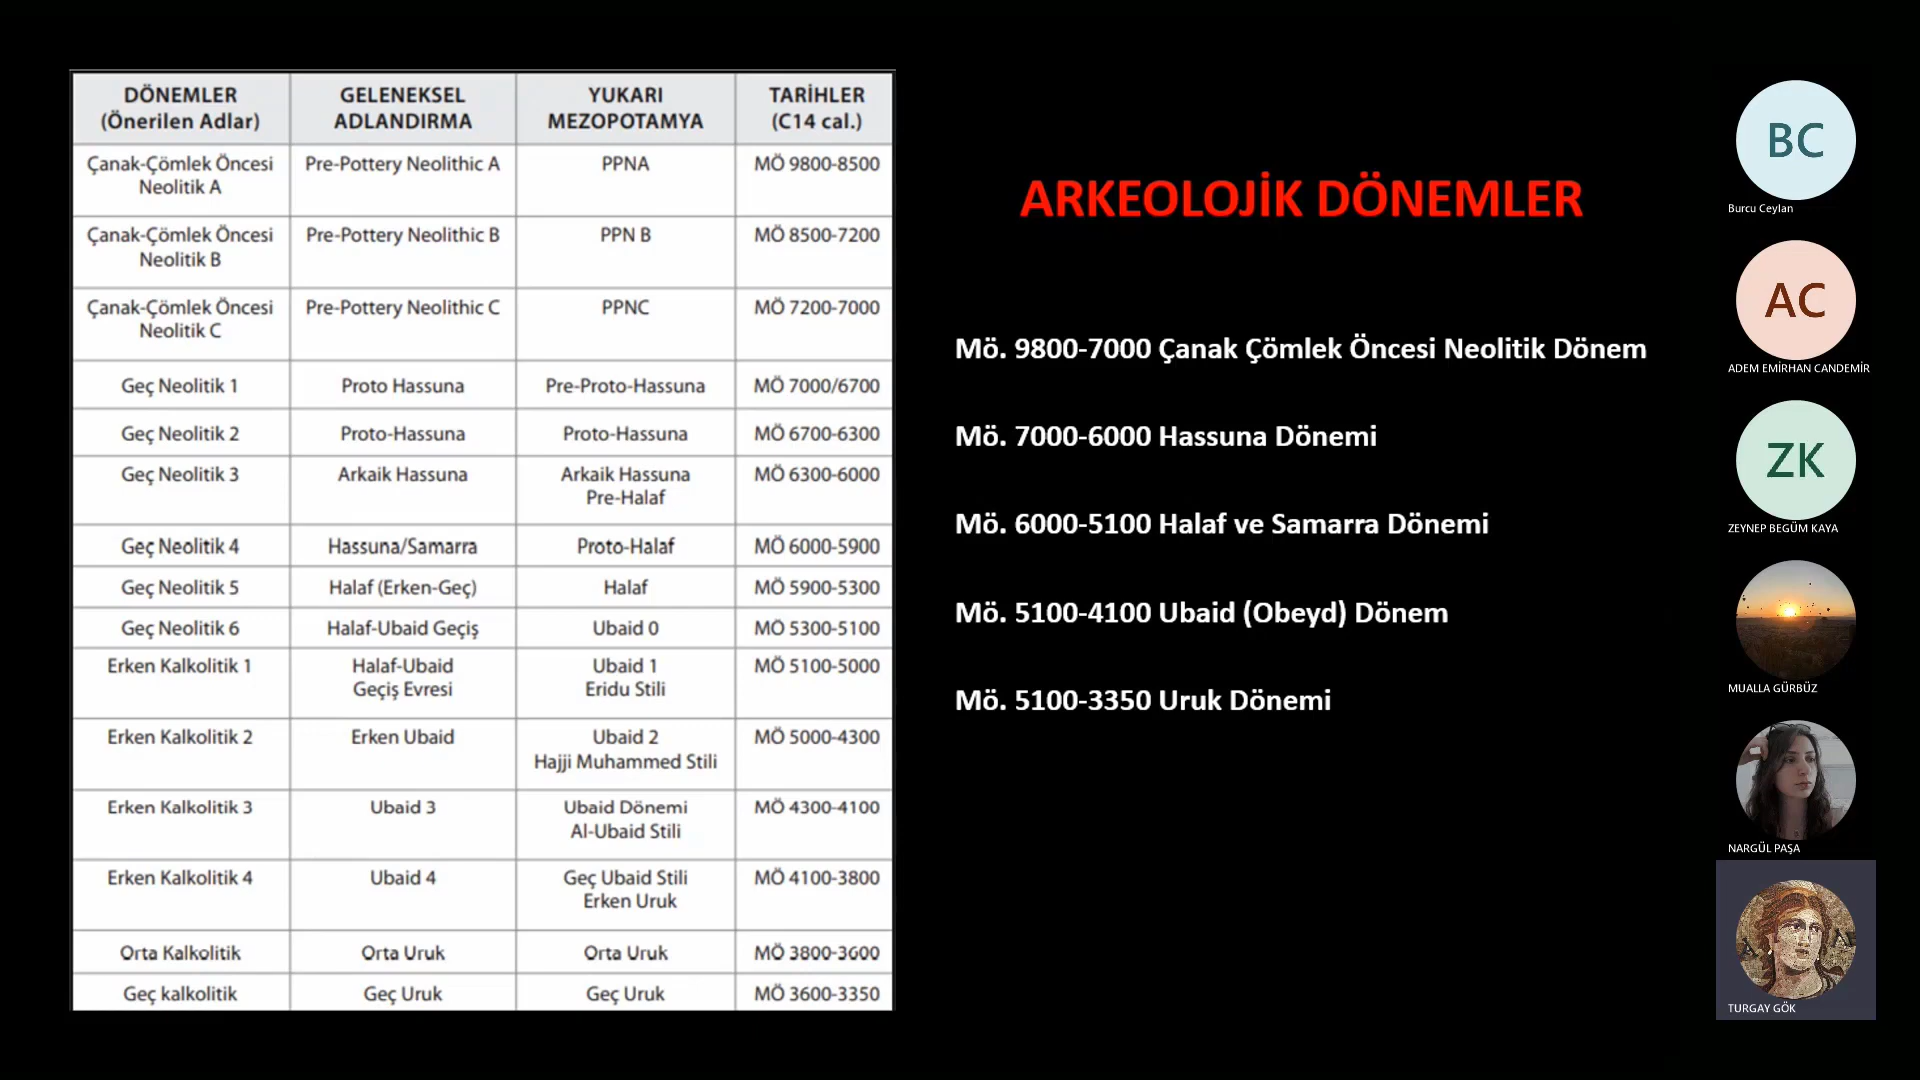 DÖNEMLER
(Önerilen Adlar)
GELENEKSEL
ADLANDIRMA
YUKARI
MEZOPOTAMYA
TARİHLER
(C14 cal.)
Çanak-Çömlek Öncesi
Neolitik A
Pre-Pottery Neolithic A
PPNA
MÖ 9800-8500
Çanak-Çömlek Öncesi
Neolitik B
Pre-Pottery Neolithic B
PPN B
MÖ 8500-7200
Çanak-Çömlek Öncesi
Neolitik C
Pre-Pottery Neolithic C
PPNC
MÖ 7200-7000
Geç Neolitik 1
Proto Hassuna
Pre-Proto-Hassuna
MÖ 7000/6700
Geç Neolitik 2
Proto-Hassuna
Proto-Hassuna
MÖ 6700-6300
Geç Neolitik 3
Arkaik Hassuna
Arkaik Hassuna
Pre-Halaf
MÖ 6300-6000
Geç Neolitik 4
Hassuna/Samarra
Proto-Halaf
MÖ 6000-5900
Geç Neolitik 5
Halaf (Erken-Geç)
Halaf
MÖ 5900-5300
Geç Neolitik 6
Halaf-Ubaid Geçiş
Ubaid 0
MÖ 5300-5100
Erken Kalkolitik 1
Halaf-Ubaid
Geçiş Evresi
Ubaid 1
Eridu Stili
MÖ 5100-5000
Erken Kalkolitik 2
Erken Ubaid
Ubaid 2
Hajji Muhammed Stili
MÖ 5000-4300
Erken Kalkolitik 3
Ubaid 3
Ubaid Dönemi
Al-Ubaid Stili
MÖ 4300-4100
Erken Kalkolitik 4
Ubaid 4
Geç Ubaid Stili
Erken Uruk
MÖ 4100-3800
Orta Kalkolitik
Orta Uruk
Orta Uruk
MÖ 3800-3600
Geç kalkolitik
Geç Uruk
Geç Uruk
MÖ 3600-3350
ARKEOLOJİK DÖNEMLER
Mö. 9800-7000 Çanak Çömlek Öncesi Neolitik Dönem
Mö. 7000-6000 Hassuna Dönemi
Mö. 6000-5100 Halaf ve Samarra Dönemi
Mö. 5100-4100 Ubaid (Obeyd) Dönem
Mö. 5100-3350 Uruk Dönemi
BC
Burcu Ceylan
AC
ADEM EMİRHAN CANDEMİR
ZK
ZEYNEP BEGÜM KAYA
MUALLA GÜRBÜZ
NARGÜL PAŞA
TURGAY GÖK